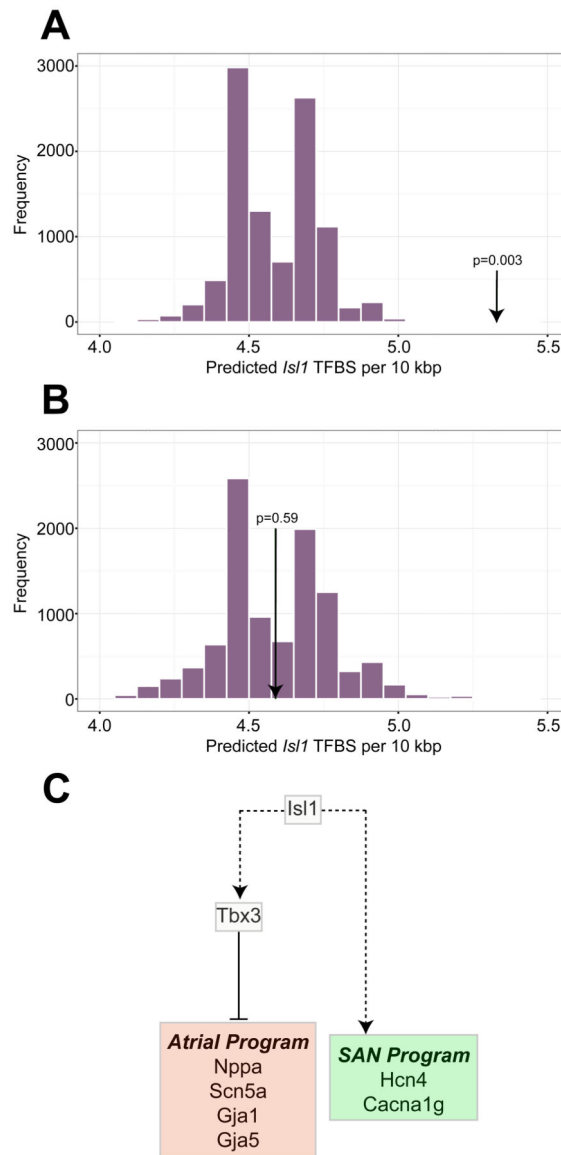 A
3000
2000
1000
0
Frequency
p=0.003
4.0 4.5 5.0 5.5
Predicted Isl1 TFBS per 10 kbp
B
3000
2000
1000
0
Frequency
p=0.59
4.0 4.5 5.0 5.5
Predicted Isl1 TFBS per 10 kbp
C
Isl1
Tbx3
Atrial Program
Nppa
Scn5a
Gja1
Gja5
SAN Program
Hcn4
Cacna1g